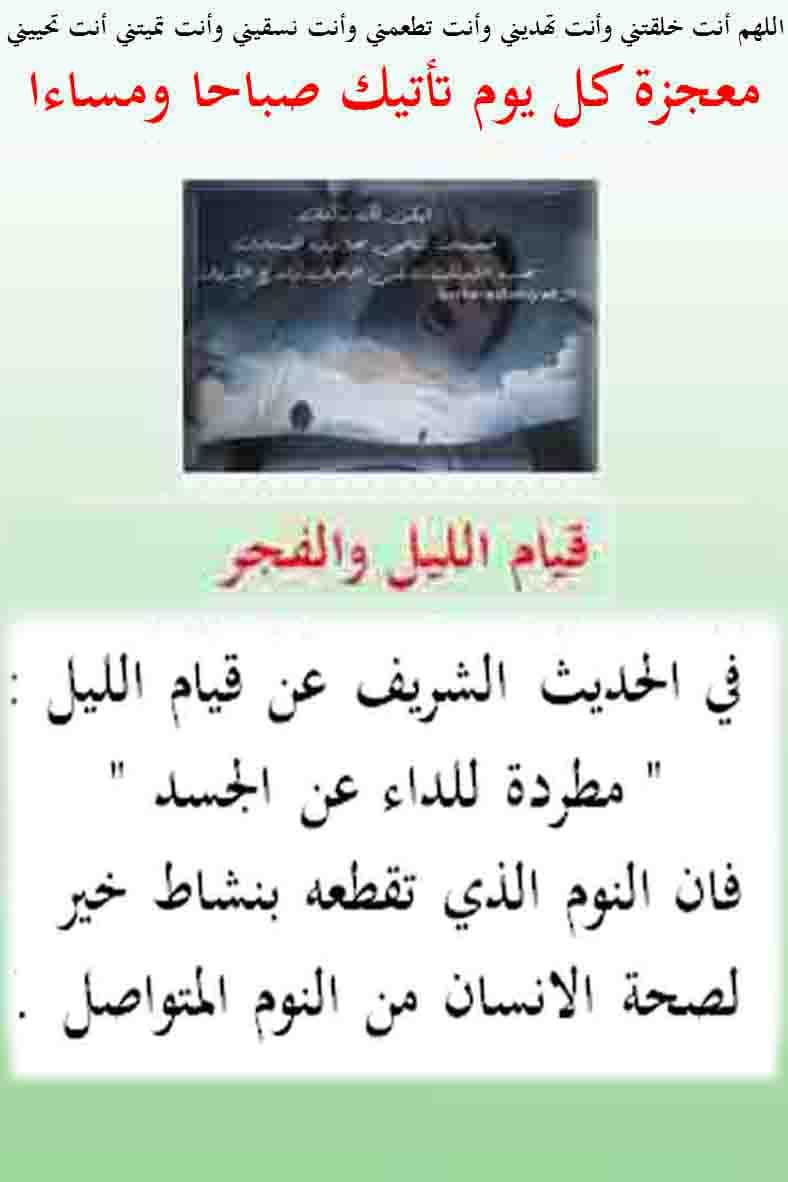 اللهم أنت خلقتني وأنت تهديني وأنت تطعمني وأنت نسقيني وأنت تميتني أنت تحييني
معجزة كل يوم تأتيك صباحا ومساءا
قيام الليل والفجر
في الحديث الشريف عن قيام الليل :
" مطردة للداء عن الجسد "
فان النوم الذي تقطعه بنشاط خير
لصحة الانسان من النوم المتواصل .